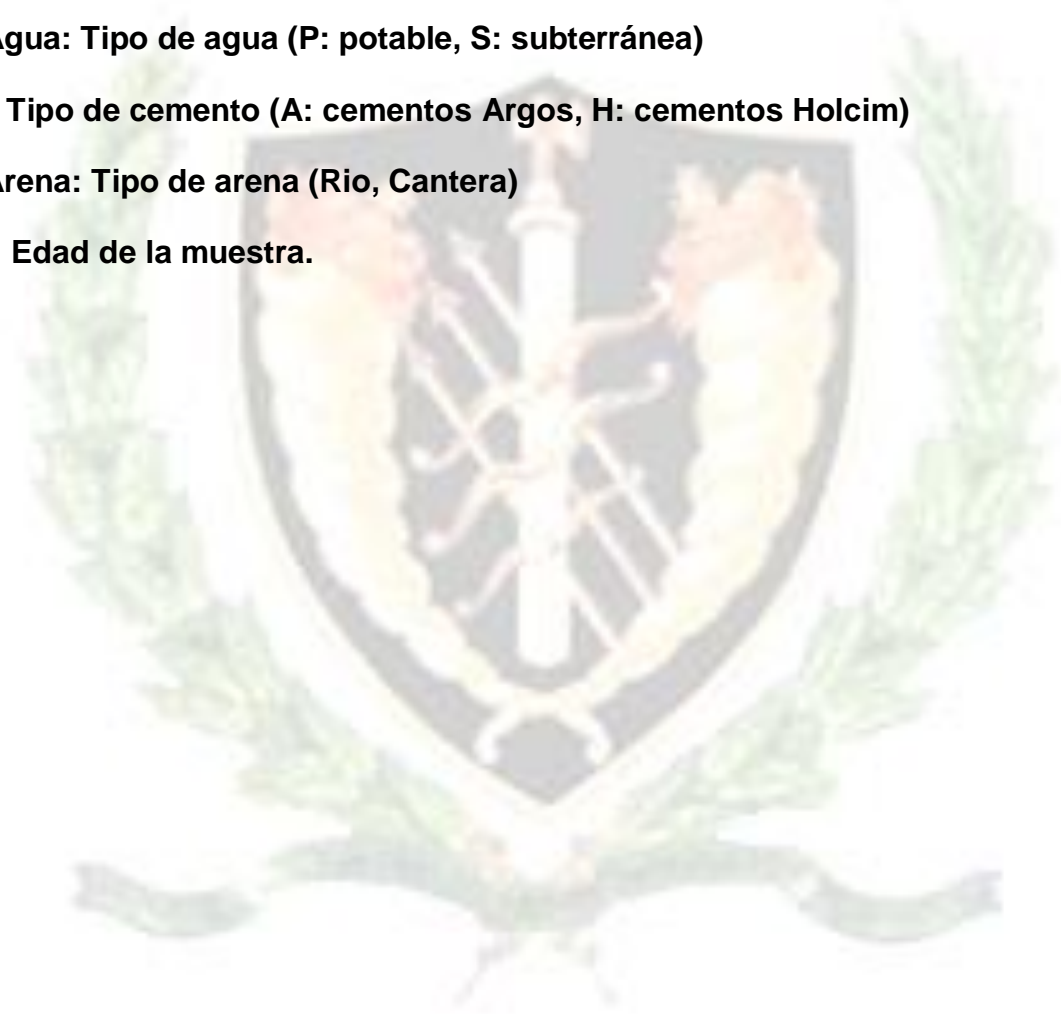 Agua: Tipo de agua (P: potable, S: subterránea)
Tipo de cemento (A: cementos Argos, H: cementos Holcim)
Arena: Tipo de arena (Rio, Cantera)
Edad de la muestra.